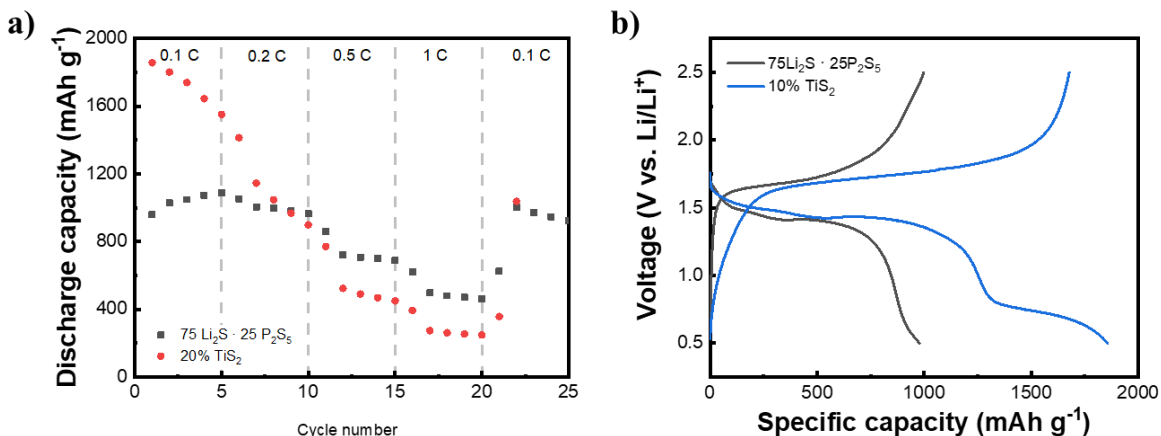 a)
Discharge capacity (mAh g⁻¹)
2000
1600
1200
800
400
0
0.1 C
0.2 C
0.5 C
1 C
0.1 C
75 Li₂S · 25 P₂S₅
20% TiS₂
0
5
10
15
20
25
Cycle number
b)
Voltage (V vs. Li/Li⁺)
2.5
2.0
1.5
1.0
0.5
75Li₂S · 25P₂S₅
10% TiS₂
0
500
1000
1500
2000
Specific capacity (mAh g⁻¹)